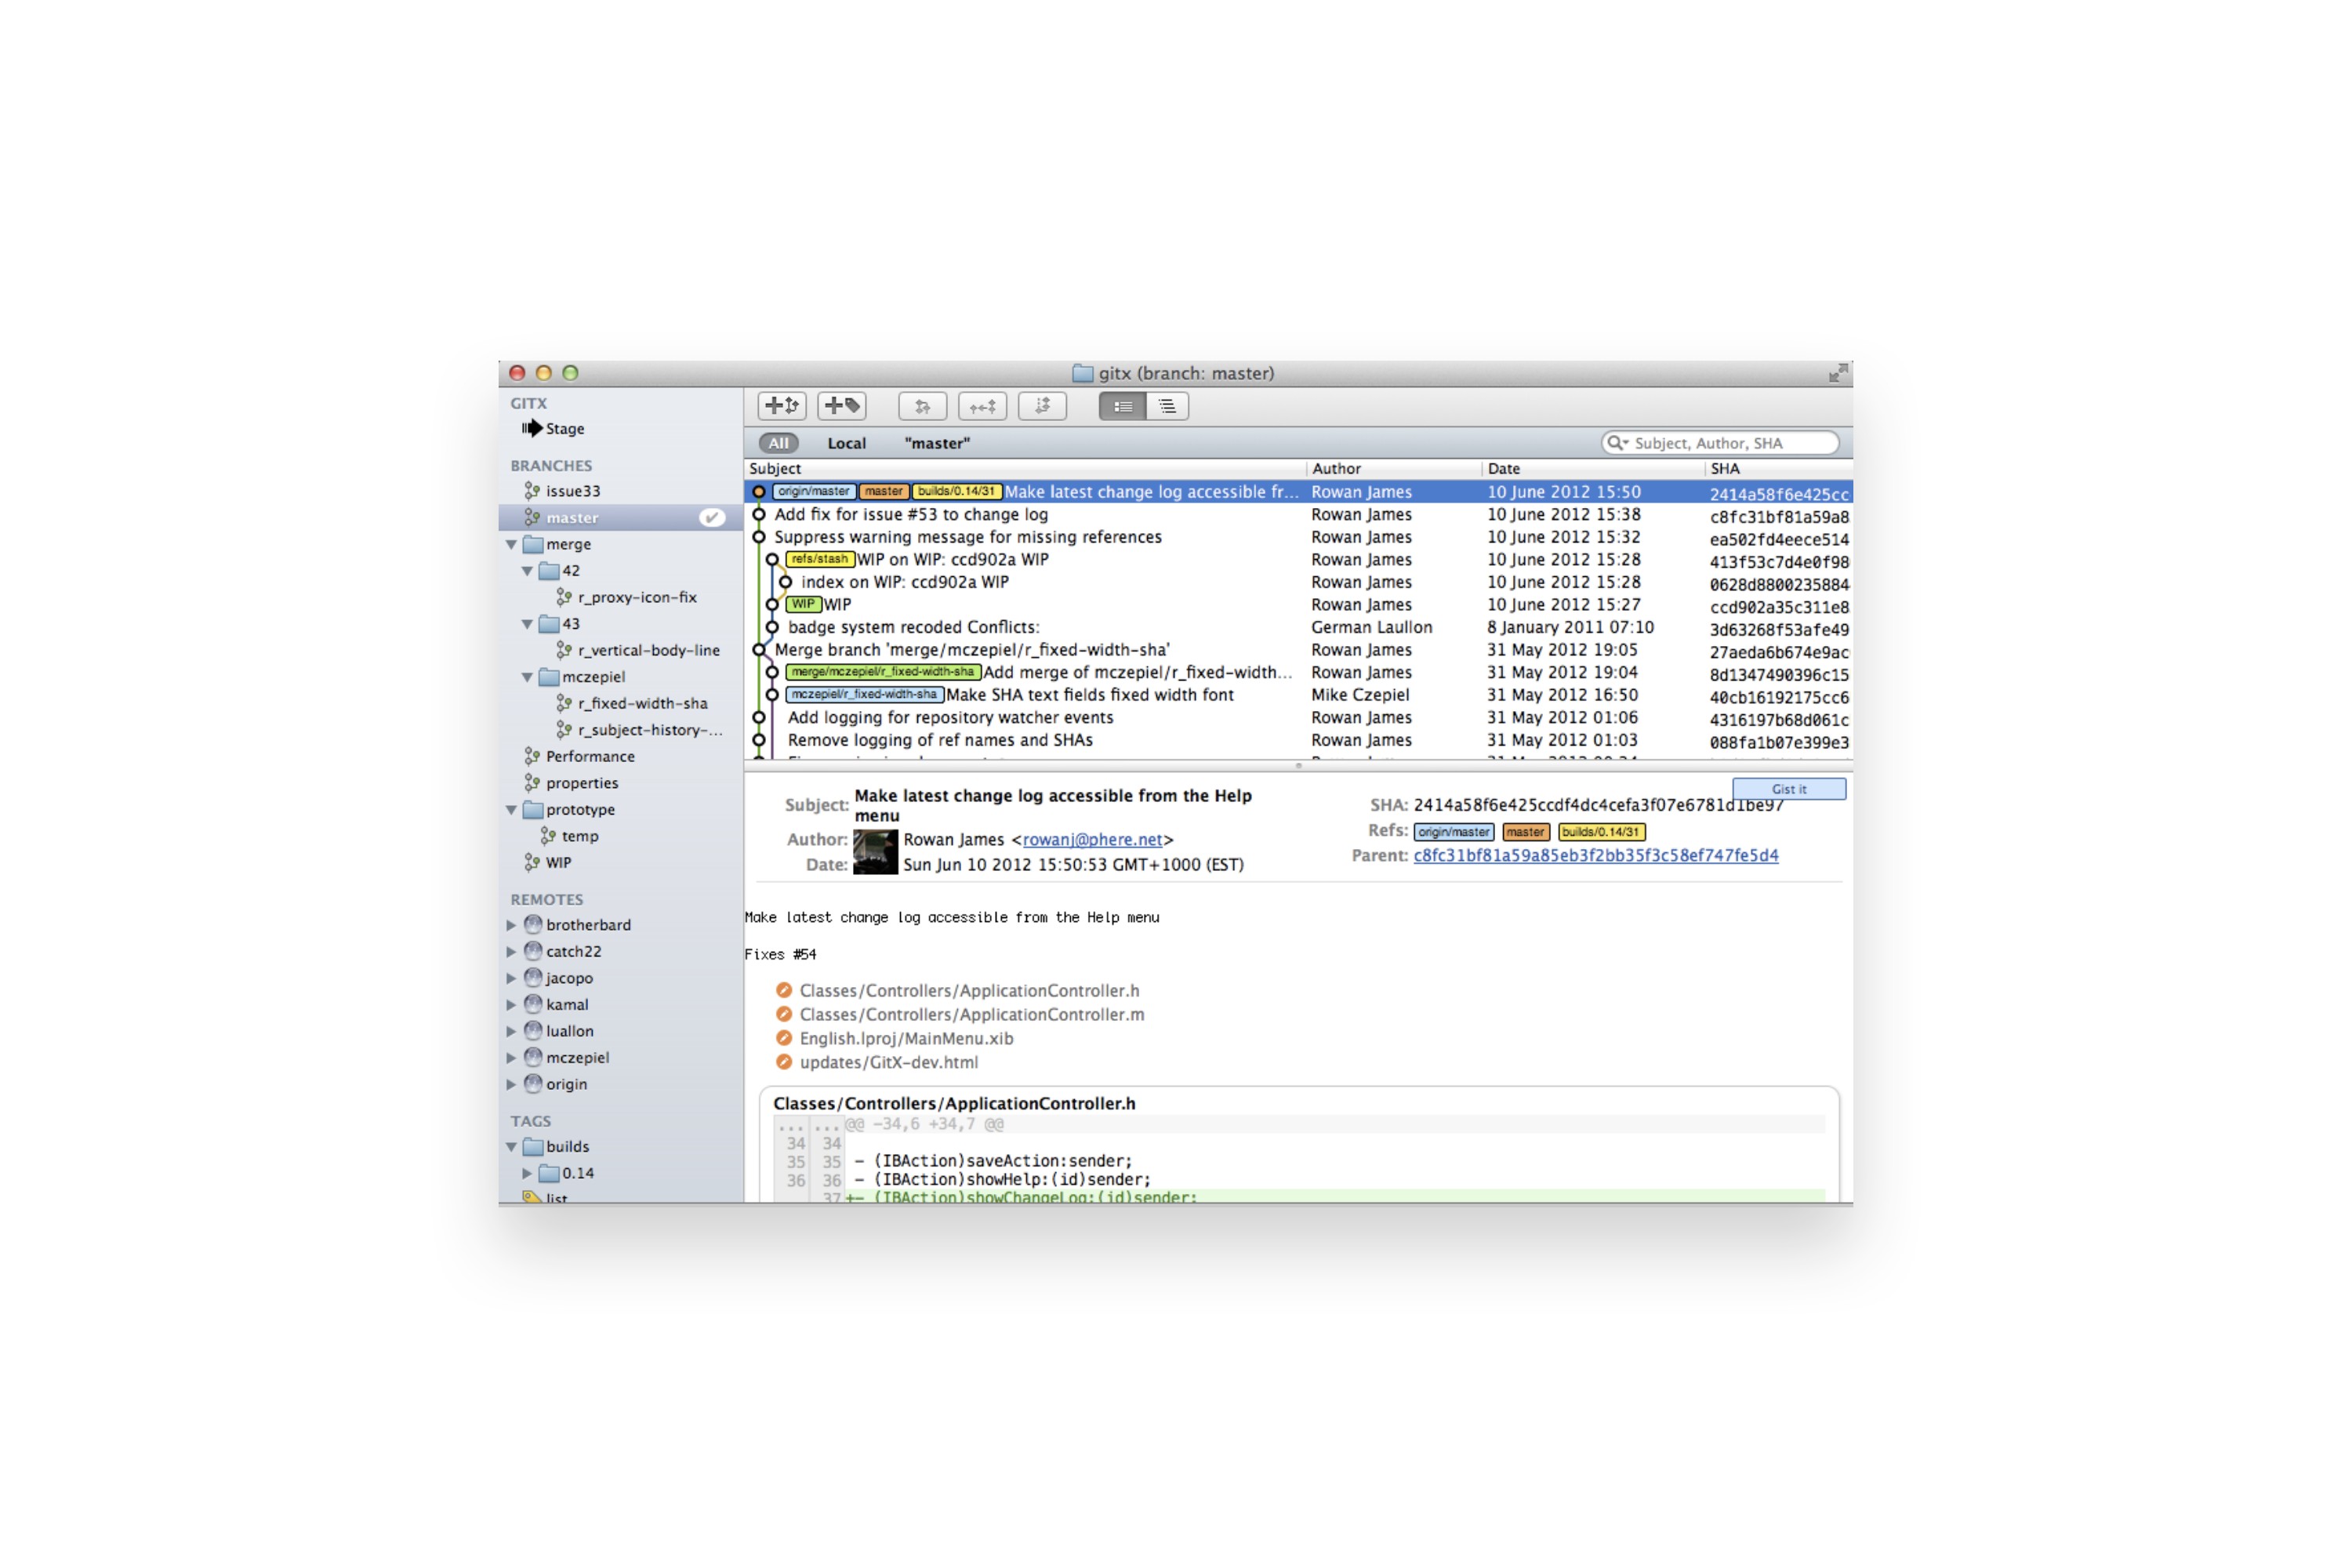 gitx (branch: master)
GITX
Stage
BRANCHES
issue33
master
merge
42
r_proxy-icon-fix
43
r_vertical-body-line
mczepiel
r_fixed-width-sha
r_subject-history-...
Performance
properties
prototype
temp
WIP
REMOTES
brotherbard
catch22
jacopo
kamal
luallon
mczepiel
origin
TAGS
builds
0.14
list
All Local "master" Subject, Author, SHA
Subject Author Date SHA
origin/master master builds/0.14/31 Make latest change log accessible fr... Rowan James 10 June 2012 15:50 2414a58f6e425cc
Add fix for issue #53 to change log Rowan James 10 June 2012 15:38 c8fc31bf81a59a8
Suppress warning message for missing references Rowan James 10 June 2012 15:32 ea502fd4eece514
refs/stash WIP on WIP: ccd902a WIP Rowan James 10 June 2012 15:28 413f53c7d4e0f98
index on WIP: ccd902a WIP Rowan James 10 June 2012 15:28 0628d8800235884
WIP WIP Rowan James 10 June 2012 15:27 ccd902a35c311e8
badge system recoded Conflicts: German Laullon 8 January 2011 07:10 3d63268f53afe49
Merge branch 'merge/mczepiel/r_fixed-width-sha' Rowan James 31 May 2012 19:05 27aeda6b674e9ac
merge/mczepiel/r_fixed-width-sha Add merge of mczepiel/r_fixed-width... Rowan James 31 May 2012 19:04 8d1347490396c15
mczepiel/r_fixed-width-sha Make SHA text fields fixed width font Mike Czepiel 31 May 2012 16:50 40cb16192175cc6
Add logging for repository watcher events Rowan James 31 May 2012 01:06 4316197b68d061c
Remove logging of ref names and SHAs Rowan James 31 May 2012 01:03 088fa1b07e399e3
Gist it
Subject: Make latest change log accessible from the Help
menu
Author: Rowan James <rowanj@phere.net>
Date: Sun Jun 10 2012 15:50:53 GMT+1000 (EST)
SHA: 2414a58f6e425ccdf4dc4cefa3f07e6781d1be97
Refs: origin/master master builds/0.14/31
Parent: c8fc31bf81a59a85eb3f2bb35f3c58ef747fe5d4
Make latest change log accessible from the Help menu
Fixes #54
Classes/Controllers/ApplicationController.h
Classes/Controllers/ApplicationController.m
English.lproj/MainMenu.xib
updates/GitX-dev.html
Classes/Controllers/ApplicationController.h
... ... @@ -34,6 +34,7 @@
34 34
35 35 - (IBAction)saveAction:sender;
36 36 - (IBAction)showHelp:(id)sender;
37 +- (IBAction)showChangeLog:(id)sender;